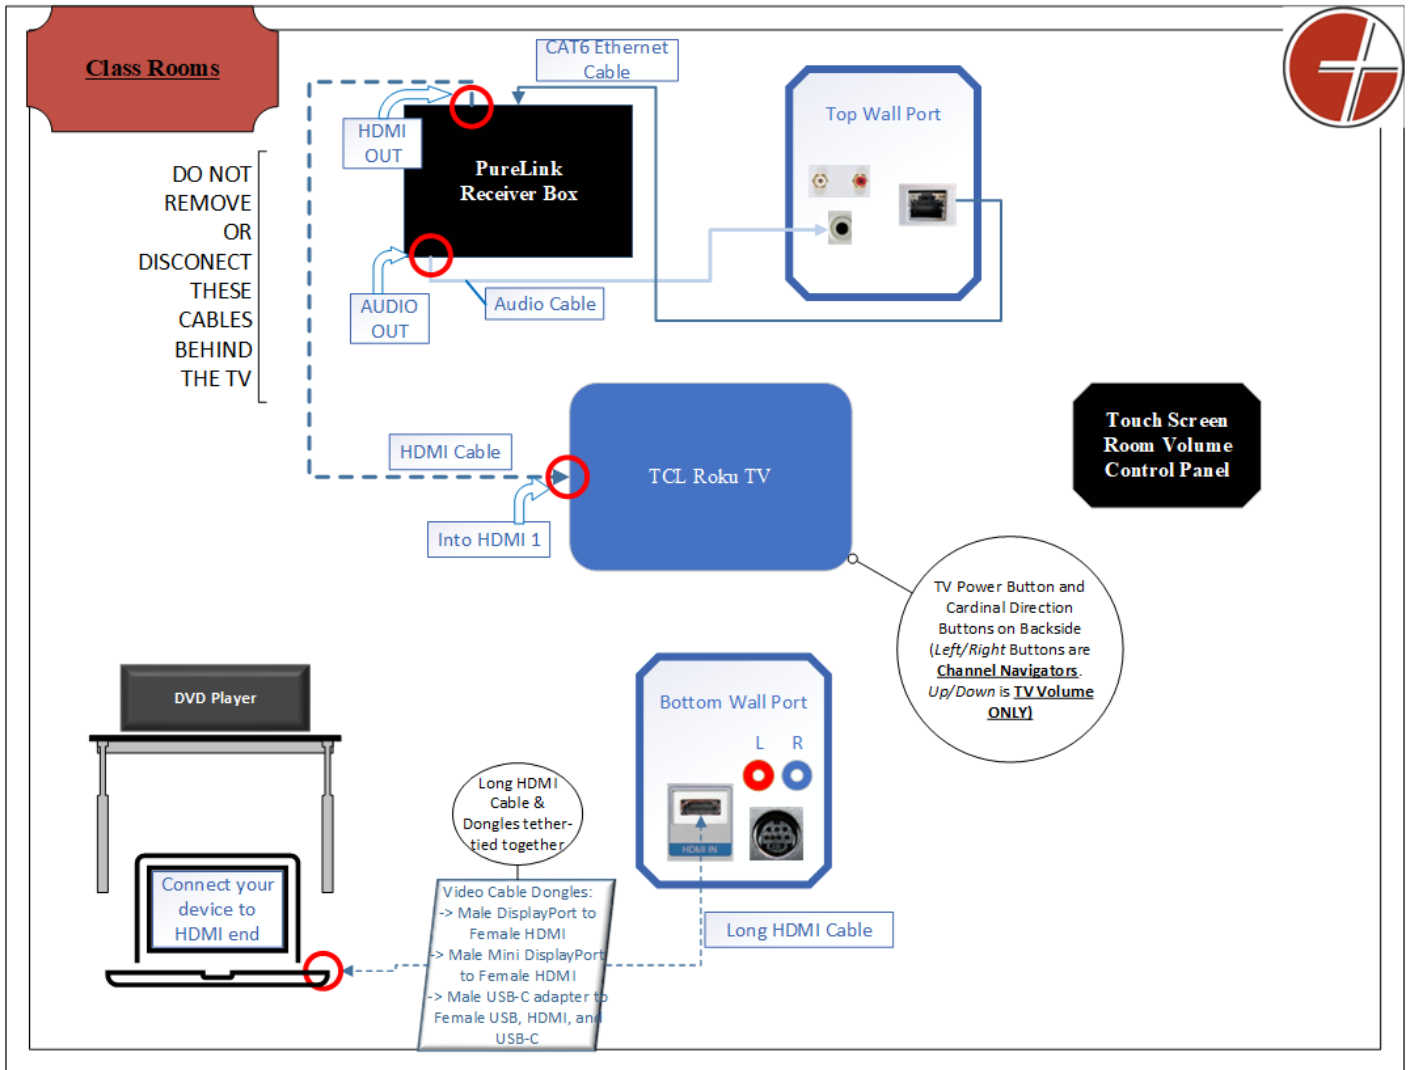 Class Rooms
CAT6 Ethernet
Cable
HDMI
OUT
PureLink
Receiver Box
Top Wall Port
DO NOT
REMOVE
OR
DISCONECT
THESE
CABLES
BEHIND
THE TV
AUDIO
OUT
Audio Cable
HDMI Cable
Into HDMI 1
TCL Roku TV
Touch Screen
Room Volume
Control Panel
TV Power Button and
Cardinal Direction
Buttons on Backside
(Left/Right Buttons are
Channel Navigators.
Up/Down is TV Volume
ONLY)
DVD Player
Bottom Wall Port
L R
HDMI IN
Long HDMI
Cable &
Dongles tether-
tied together
Connect your
device to
HDMI end
Video Cable Dongles:
-> Male DisplayPort to
Female HDMI
-> Male Mini DisplayPort
to Female HDMI
-> Male USB-C adapter to
Female USB, HDMI, and
USB-C
Long HDMI Cable